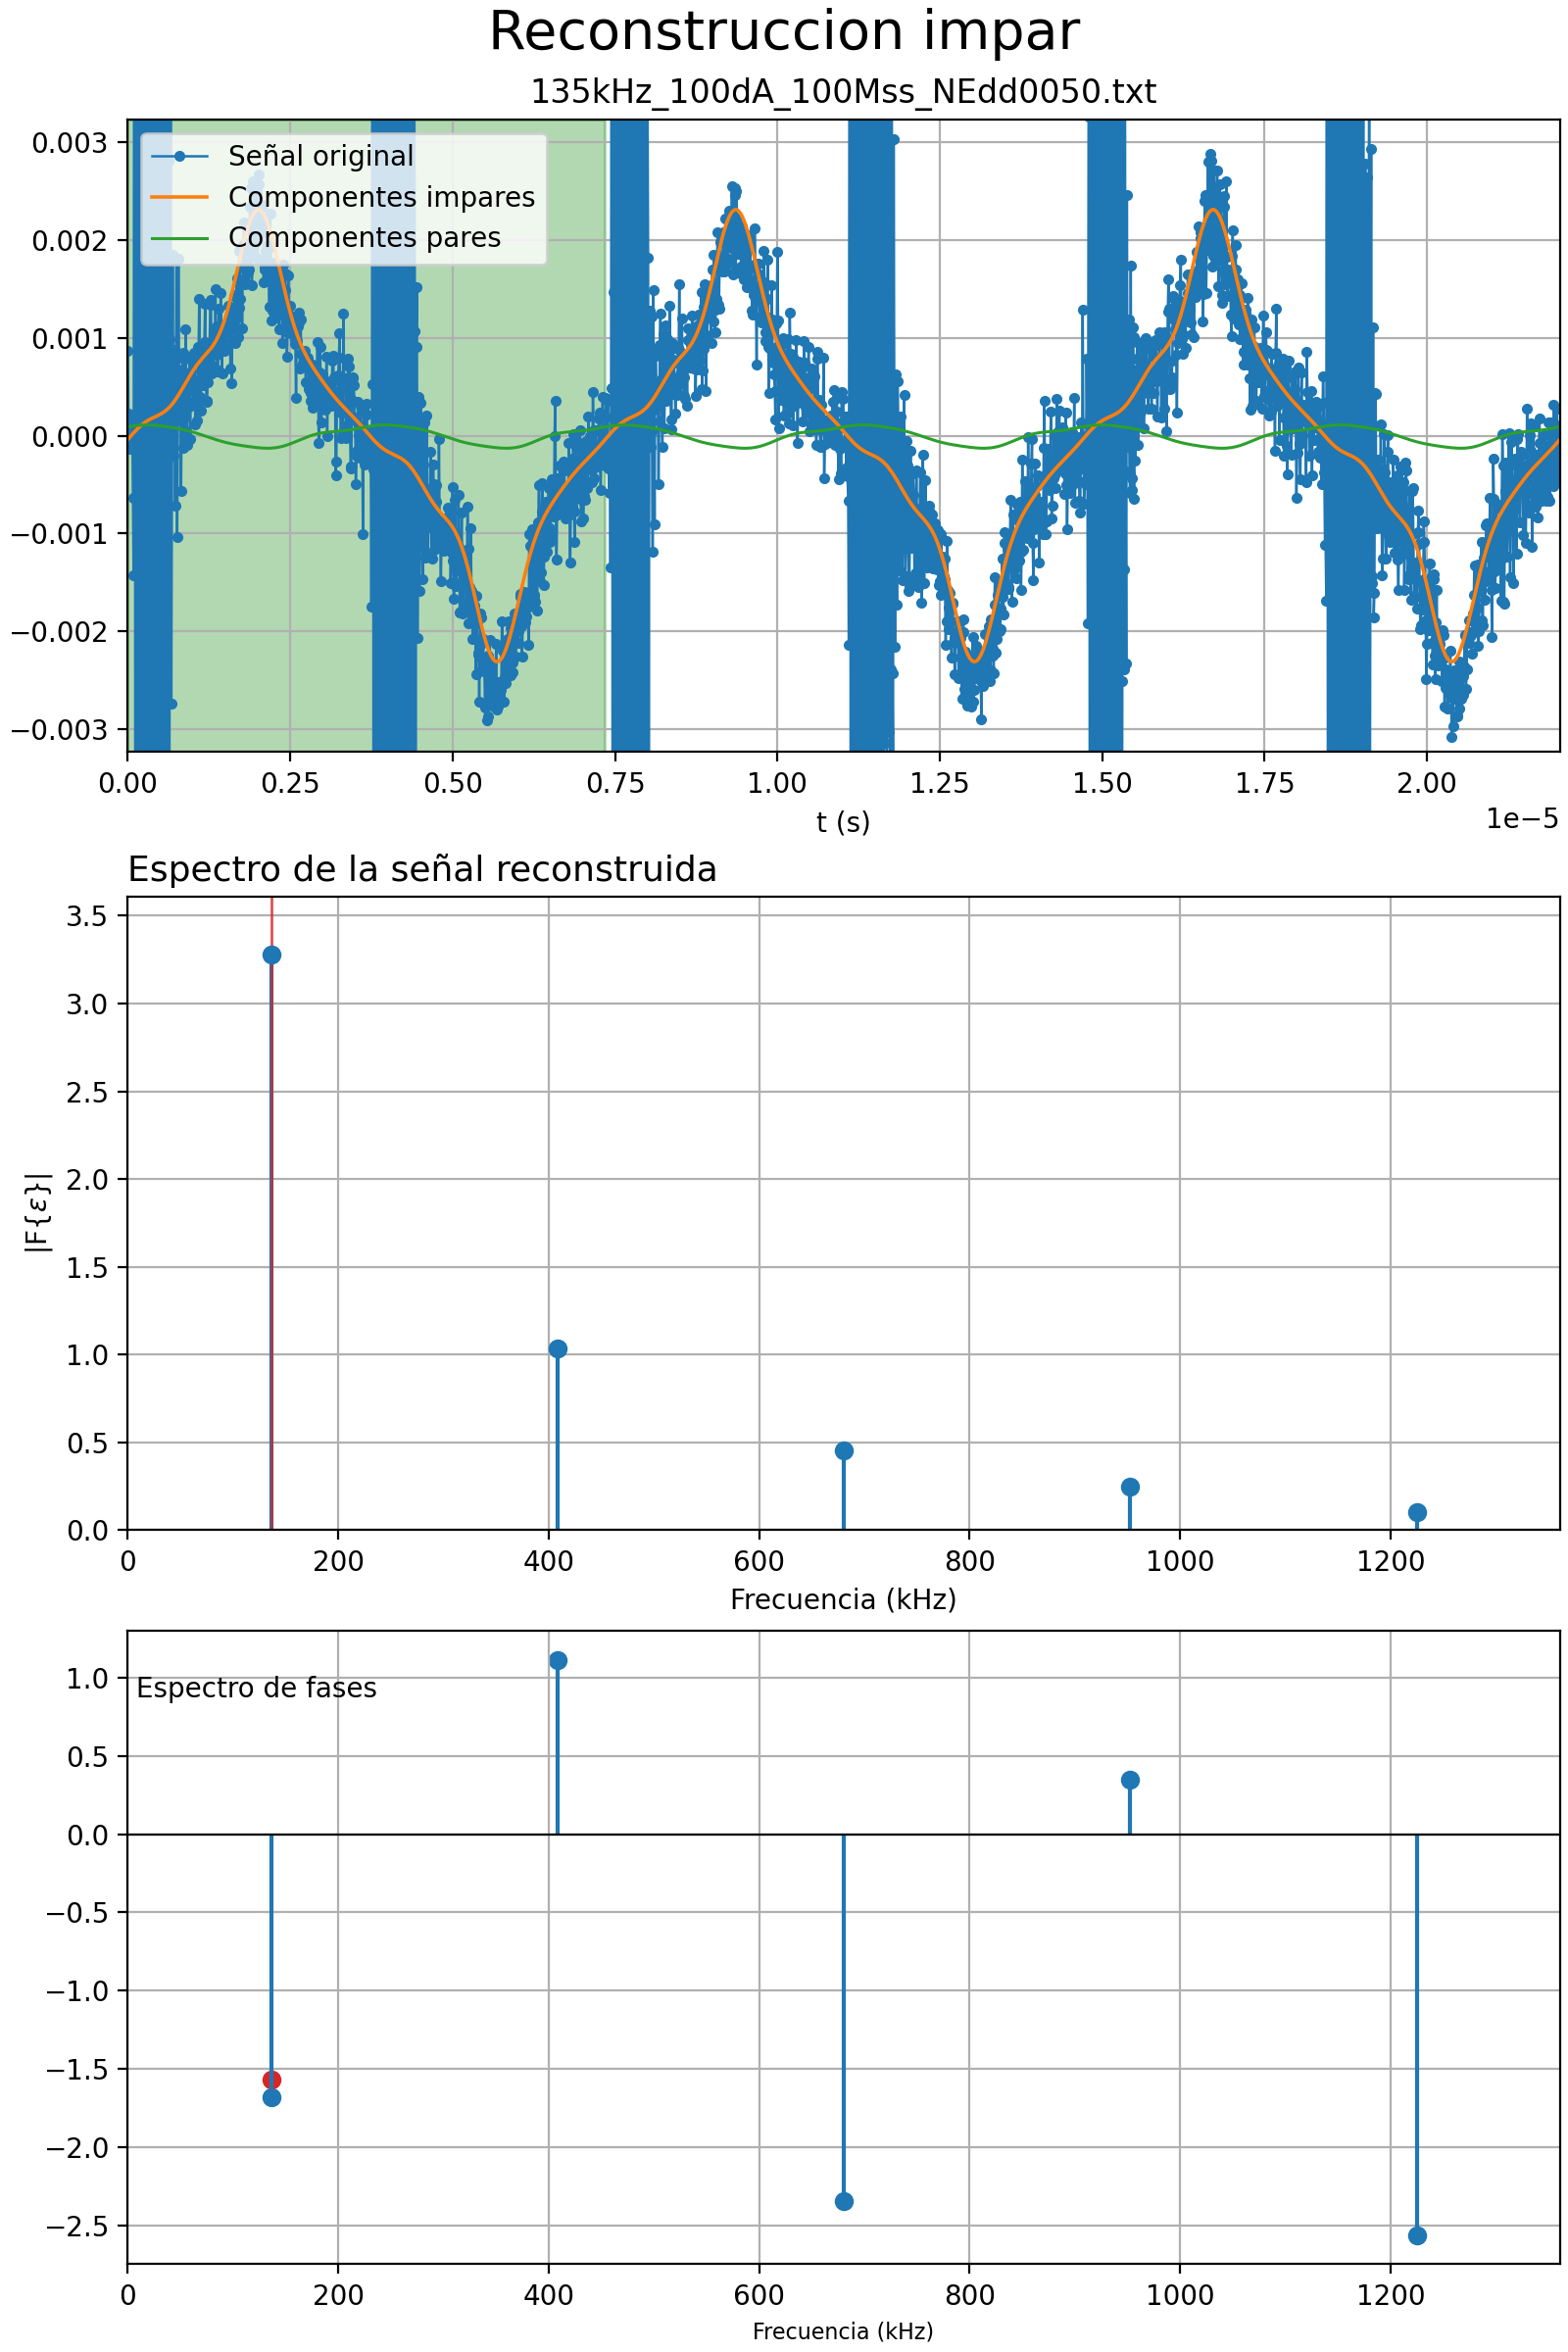 Reconstruccion impar
135kHz_100dA_100Mss_NEdd0050.txt
Señal original
Componentes impares
Componentes pares
0.003
0.002
0.001
0.000
−0.001
−0.002
−0.003
0.00 0.25 0.50 0.75 1.00 1.25 1.50 1.75 2.00
1e−5
t (s)
Espectro de la señal reconstruida
3.5
3.0
2.5
2.0
1.5
1.0
0.5
0.0
|F{ε}|
0 200 400 600 800 1000 1200
Frecuencia (kHz)
Espectro de fases
1.0
0.5
0.0
−0.5
−1.0
−1.5
−2.0
−2.5
0 200 400 600 800 1000 1200
Frecuencia (kHz)